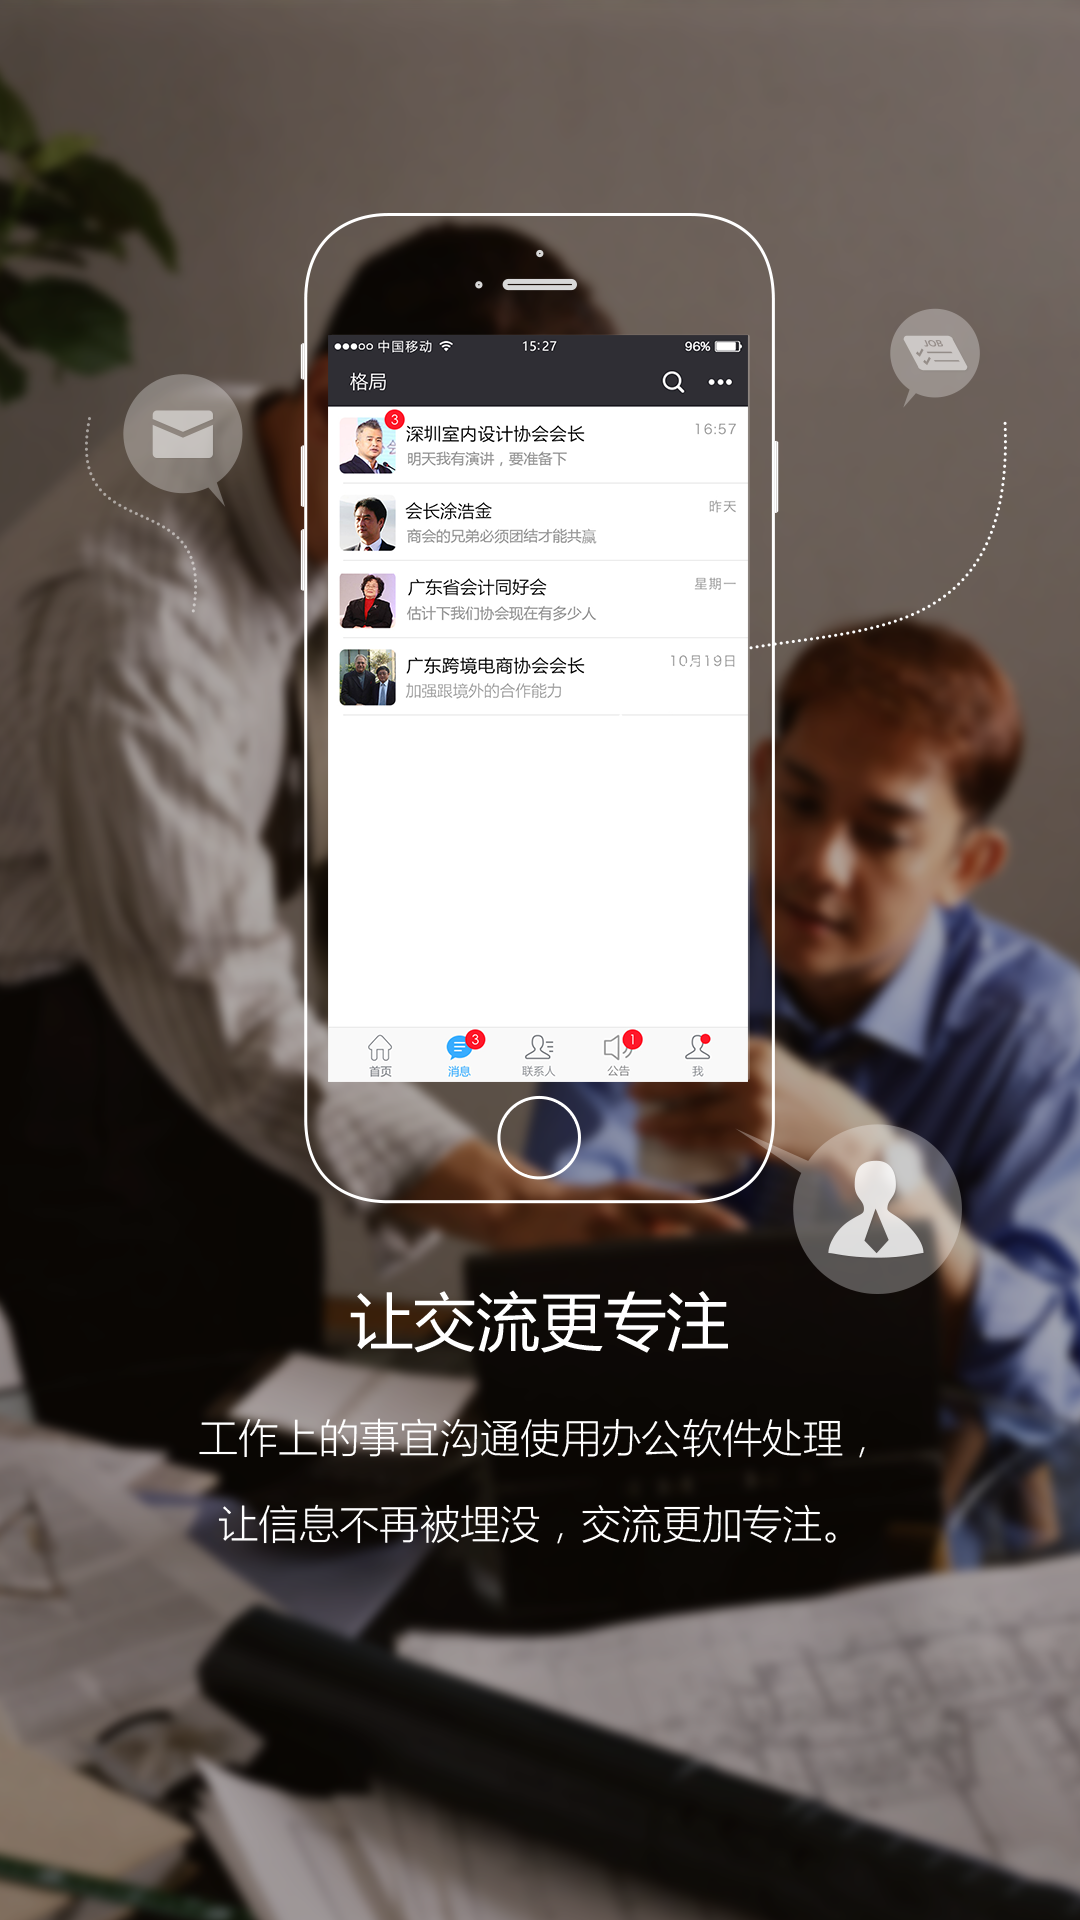 中国移动 15:27 96%
格局
3
深圳室内设计协会会长 16:57
明天我有演讲，要准备下
会长涂浩金 昨天
商会的兄弟必须团结才能共赢
广东省会计同好会 星期一
估计下我们协会现在有多少人
广东跨境电商协会会长 10月19日
加强跟境外的合作能力
3 1
首页 消息 联系人 公告 我
JOB
让交流更专注
工作上的事宜沟通使用办公软件处理，
让信息不再被埋没，交流更加专注。